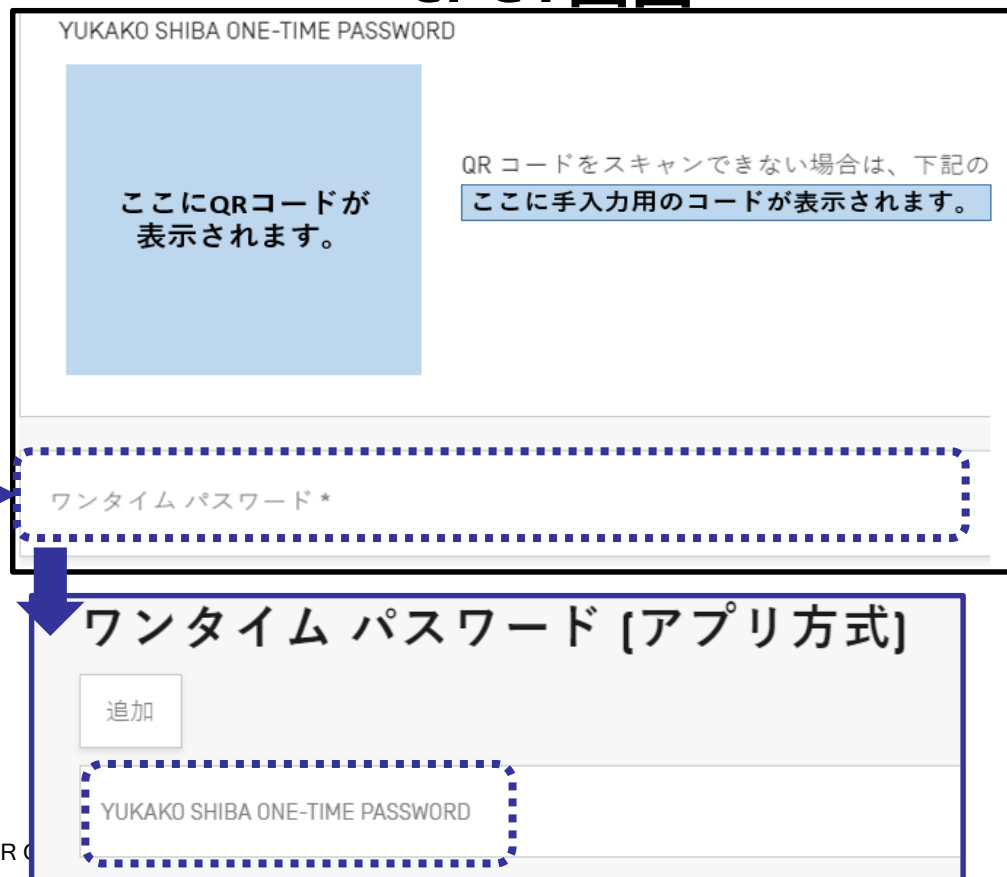 YUKAKO SHIBA ONE-TIME PASSWORD
QR コードをスキャンできない場合は、下記の
ここに手入力用のコードが表示されます。
ここにQRコードが
表示されます。
ワンタイム パスワード *
ワンタイム パスワード (アプリ方式)
追加
YUKAKO SHIBA ONE-TIME PASSWORD